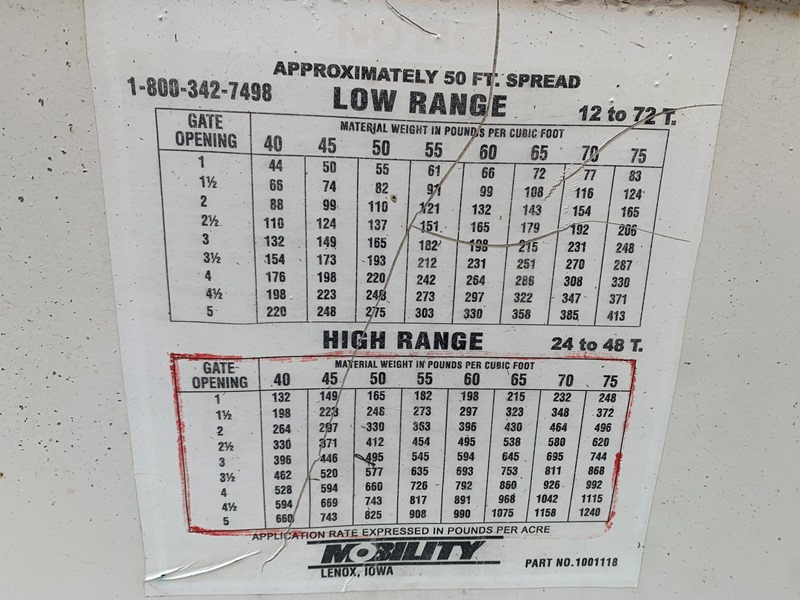 APPROXIMATELY 50 FT. SPREAD
1-800-342-7498 LOW RANGE 12 to 72 T.
GATE OPENING MATERIAL WEIGHT IN POUNDS PER CUBIC FOOT
40 45 50 55 60 65 70 75
1 44 50 55 61 66 72 77 83
1½ 66 74 82 91 99 108 116 124
2 88 99 110 121 132 143 154 165
2½ 110 124 137 151 165 179 192 206
3 132 149 165 182 198 215 231 248
3½ 154 173 193 212 231 251 270 287
4 176 198 220 242 264 286 308 330
4½ 198 223 248 273 297 322 347 371
5 220 248 275 303 330 358 385 413
HIGH RANGE 24 to 48 T.
GATE OPENING MATERIAL WEIGHT IN POUNDS PER CUBIC FOOT
40 45 50 55 60 65 70 75
1 132 149 165 182 198 215 232 248
1½ 198 223 248 273 297 323 348 372
2 264 297 330 363 396 430 464 496
2½ 330 371 412 454 495 538 580 620
3 396 446 495 545 594 645 695 744
3½ 462 520 577 635 693 753 811 868
4 528 594 660 726 792 860 926 992
4½ 594 669 743 817 891 968 1042 1115
5 660 743 825 908 990 1075 1158 1240
APPLICATION RATE EXPRESSED IN POUNDS PER ACRE
MOBILITY
LENOX, IOWA PART NO.1001118